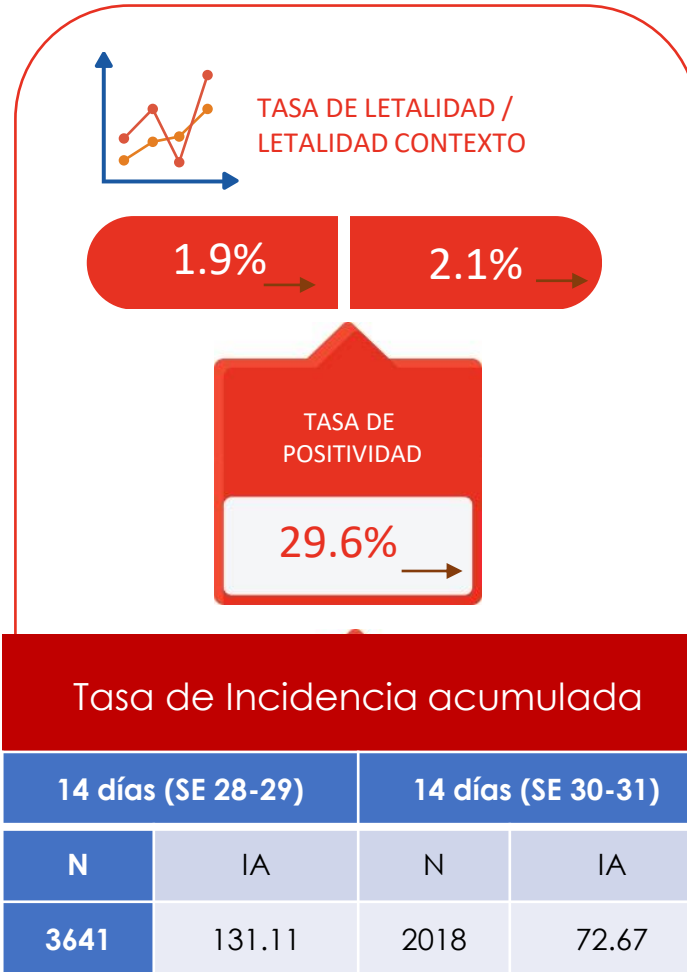 TASA DE LETALIDAD /
LETALIDAD CONTEXTO
1.9% 2.1%
TASA DE
POSITIVIDAD
29.6%
Tasa de Incidencia acumulada
14 días (SE 28-29) 14 días (SE 30-31)
N IA N IA
3641 131.11 2018 72.67